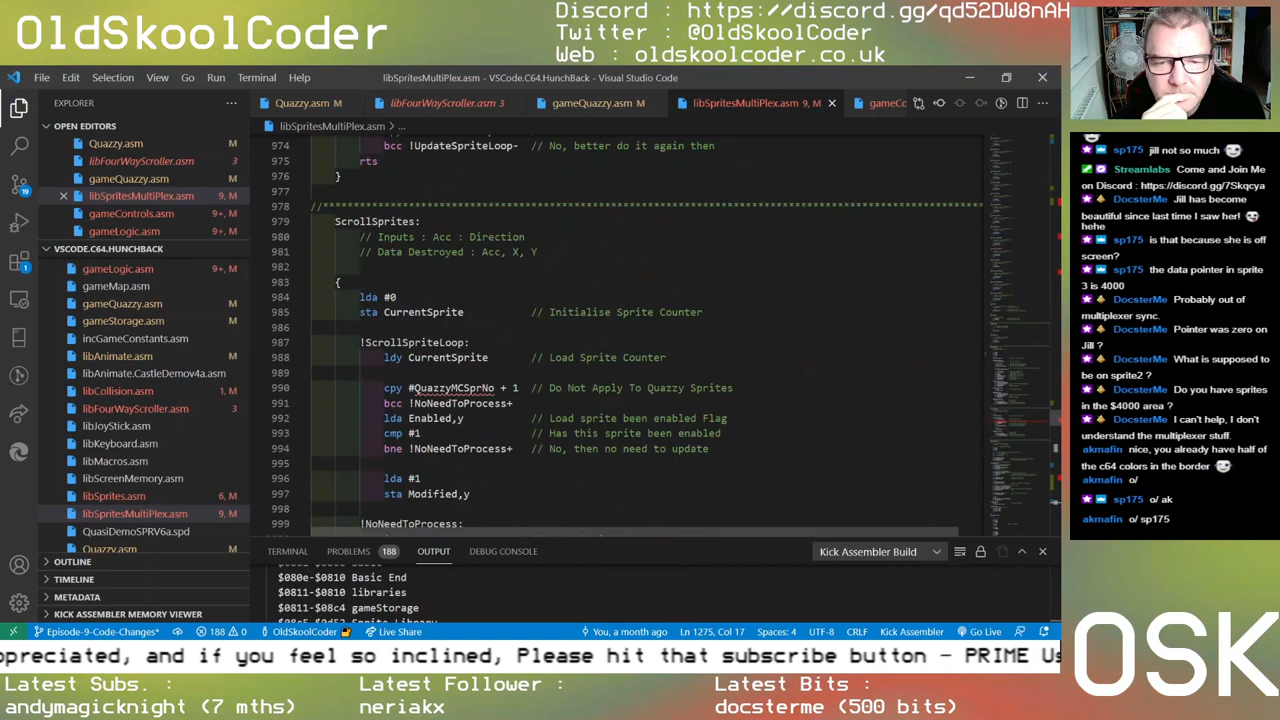 OldSkoolCoder
Discord : https://discord.gg/qd52DW8nAH
Twitter : @OldSkoolCoder
Web : oldskoolcoder.co.uk
File Edit Selection View Go Run Terminal Help
libSpritesMultiPlex.asm - VSCode.C64.HunchBack - Visual Studio Code
EXPLORER
Quazzy.asm M
libFourWayScroller.asm 3
gameQuazzy.asm M
libSpritesMultiPlex.asm 9, M
gameCc
libSpritesMultiPlex.asm > ...
OPEN EDITORS
Quazzy.asm M
libFourWayScroller.asm 3
gameQuazzy.asm M
libSpritesMultiPlex.asm 9, M
gameControls.asm 9+, M
gameLogic.asm 9+, M
VSCODE.C64.HUNCHBACK
gameLogic.asm 9+, M
gameMap.asm M
gameQuazzy.asm M
gameStorage.asm M
incGameConstants.asm
libAnimate.asm M
libAnimate.CastleDemov4a.asm
libCollision.asm M
libFourWayScroller.asm 3
libJoyStick.asm
libKeyboard.asm
libMacros.asm
libScreenMemory.asm
libSprites.asm 6, M
libSpritesMultiPlex.asm 9, M
QuasiDemoSPRV6a.spd
Quazzy.asm M
OUTLINE
TIMELINE
METADATA
KICK ASSEMBLER MEMORY VIEWER
19
1
974 !UpdateSpriteLoop- // No, better do it again then
975 rts
976 }
977
978 //************************************************************
979 ScrollSprites:
980 // Inputs : Acc : Direction
981 // Data Destroyed : Acc, X, Y
982
983 {
984 lda #0
985 sta CurrentSprite // Intrialise Sprite Counter
986
987 !ScrollSpriteLoop:
988 ldy CurrentSprite // Load Sprite Counter
989
990 cpy #QuazzyMCSprNo + 1 // Do Not Apply To Quazzy Sprites
991 bcc !NoNeedToProcess+
992 lda Enabled,y // Load sprite been enabled Flag
993 cmp #1 // Has this sprite been enabled
994 bne !NoNeedToProcess+ // No, then no need to update
995
996 lda #1
997 sta Modified,y
998
999 !NoNeedToProcess:
TERMINAL PROBLEMS 188 OUTPUT DEBUG CONSOLE
Kick Assembler Build
$080e-$0810 Basic End
$0811-$0810 libraries
$0811-$08c4 gameStorage
Episode-9-Code-Changes* 188 0 OldSkoolCoder Live Share
You, a month ago Ln 1275, Col 17 Spaces: 4 UTF-8 CRLF Kick Assembler Go Live
sp175 jill not so much
Streamlabs Come and Join Me
on Discord : https://discord.gg/7Skqcya
DocsterMe Jill has become
beautiful since last time I saw her!
hehe
sp175 is that because she is off
screen?
sp175 the data pointer in sprite
3 is 4000
DocsterMe Probably out of
multiplexer sync.
DocsterMe Pointer was zero on
Jill ?
DocsterMe What is supposed to
be on sprite2 ?
DocsterMe Do you have sprites
in the $4000 area ?
DocsterMe I can't help, I don't
understand the multiplexer stuff.
akmafin nice, you already have half
of the c64 colors in the border
akmafin o/
sp175 o/ ak
akmafin o/ sp175
OSK
ppreciated, and if you feel so inclined, Please hit that subscribe button - PRIME Us
Latest Subs. :
andymagicknight (7 mths)
Latest Follower :
neriakx
Latest Bits :
docsterme (500 bits)